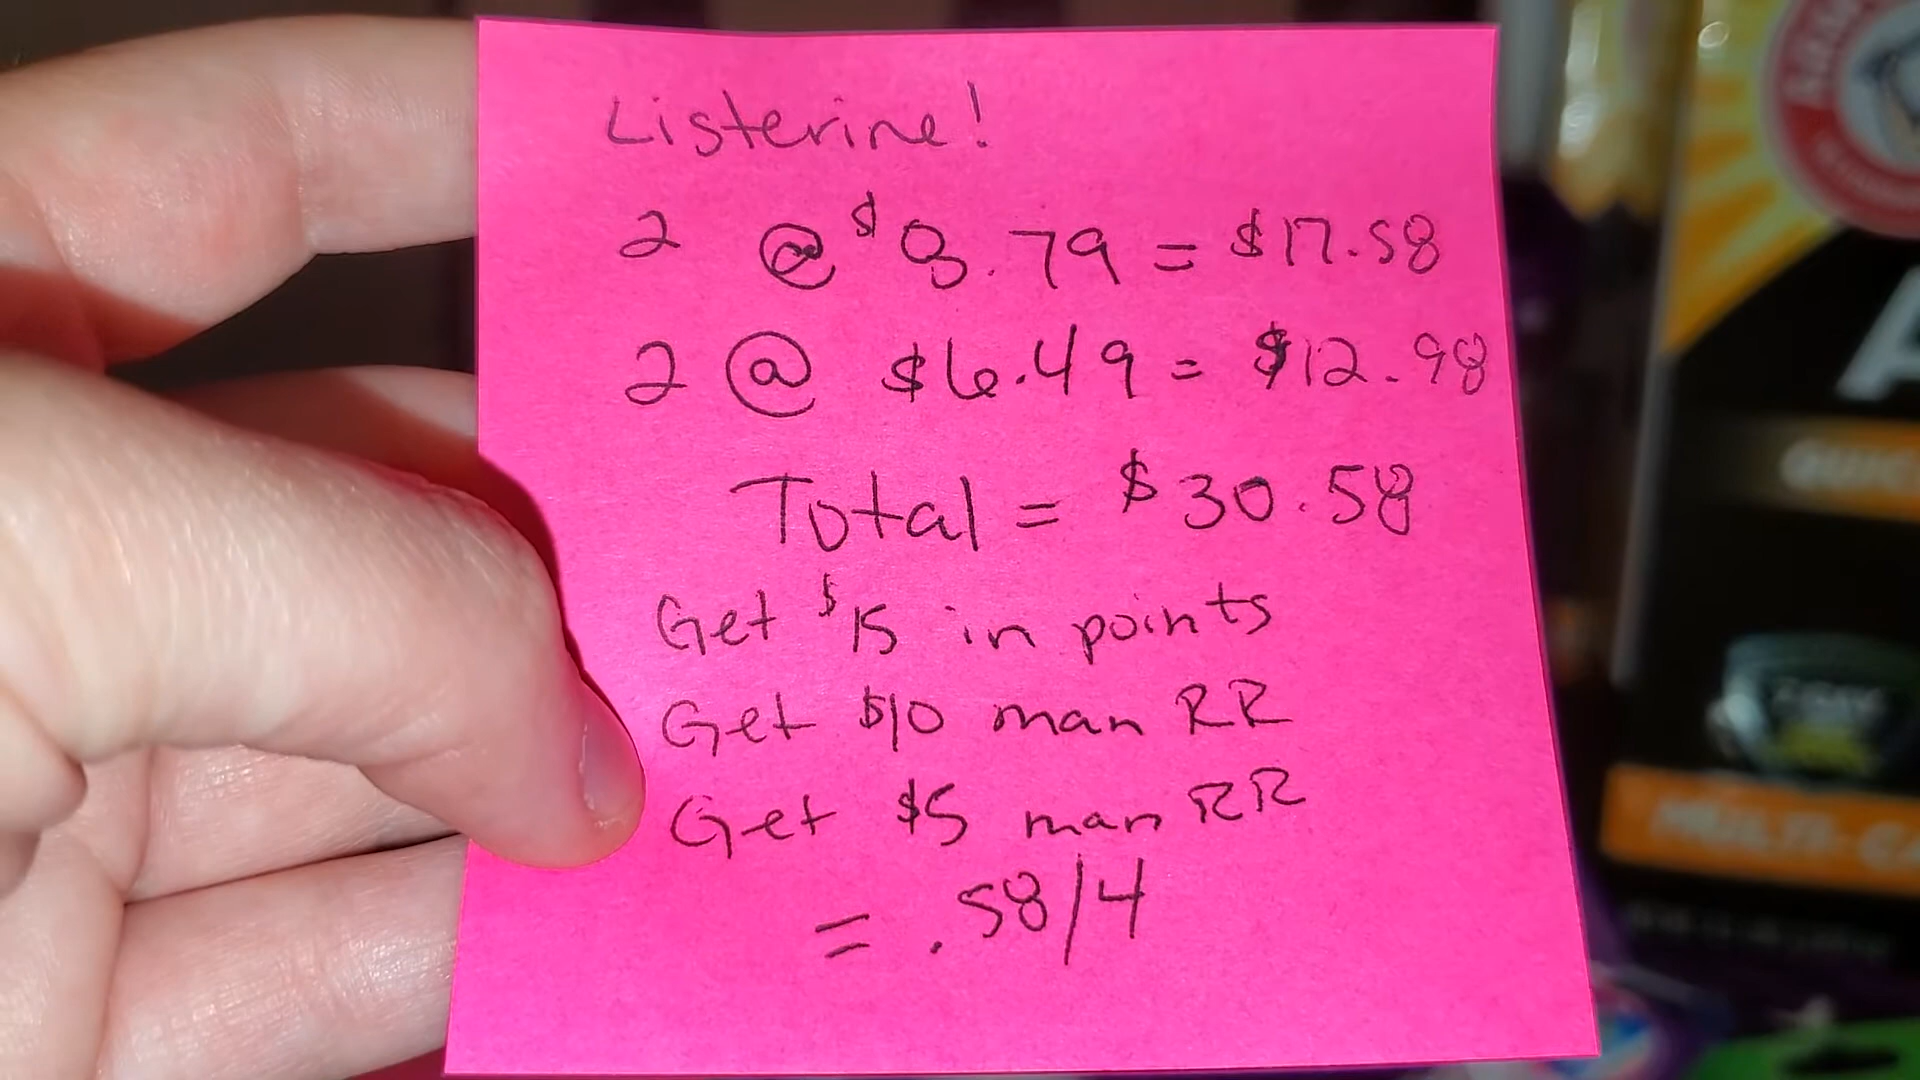 Listerine!
2 @ $8.79 = $17.58
2 @ $6.49 = $12.98
Total = $30.58
Get $15 in points
Get $10 man RR
Get $5 man RR
= .58/4